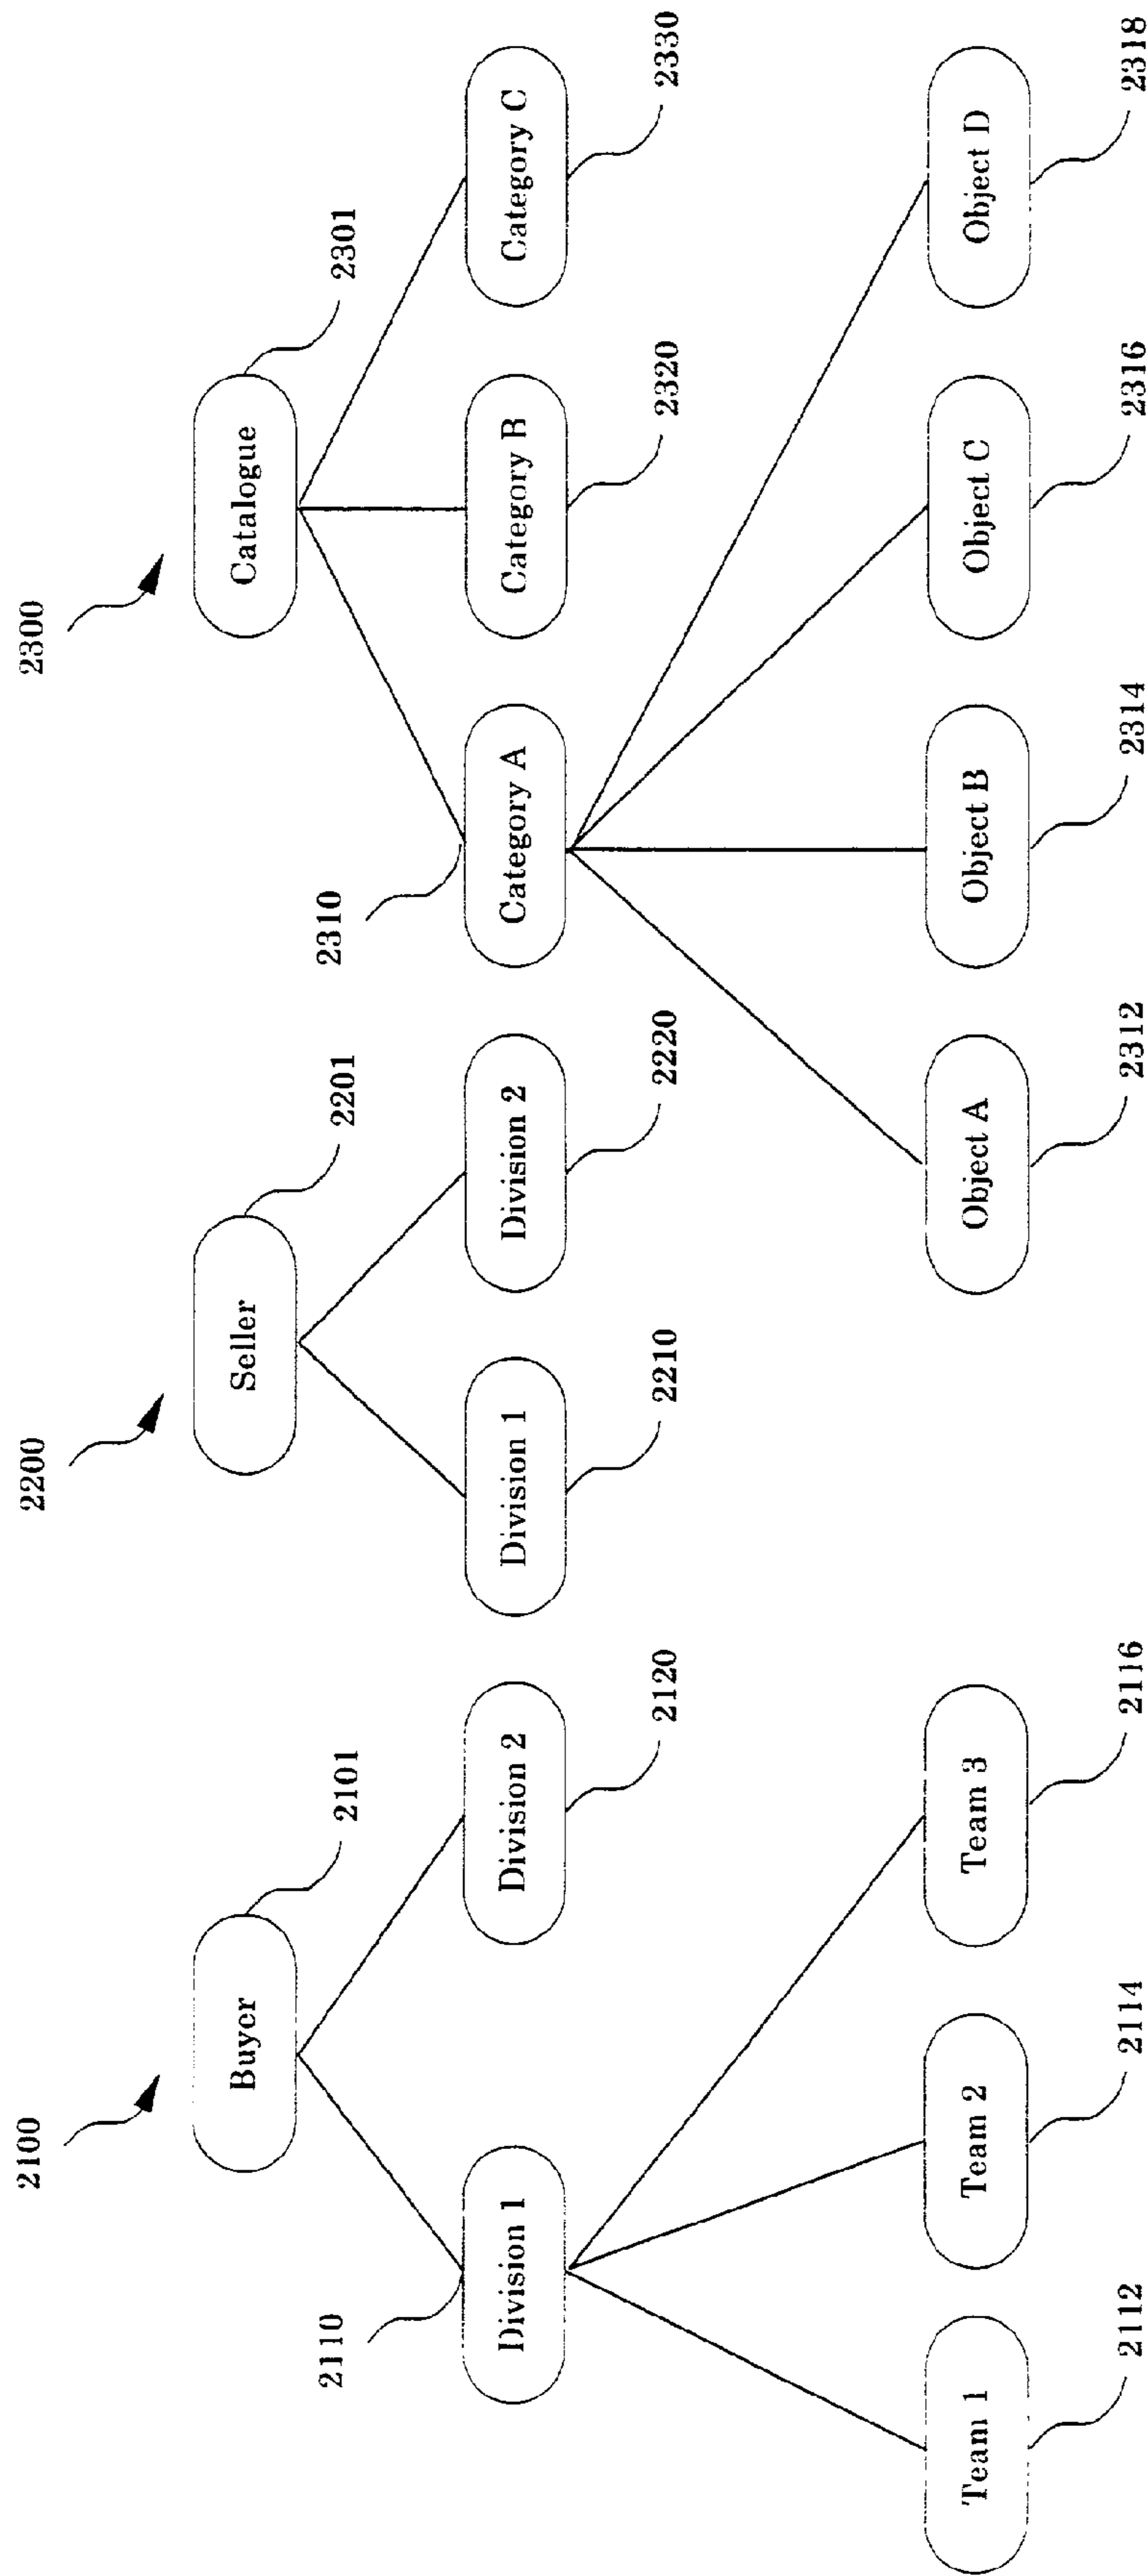 2100
2200
2300
Buyer
2101
Seller
2201
Catalogue
2301
2110
2310
Division 1
Division 2
Division 1
Division 2
Category A
Category B
Category C
2120
2210
2220
2320
2330
Team 1
Team 2
Team 3
Object A
Object B
Object C
Object D
2112
2114
2116
2312
2314
2316
2318